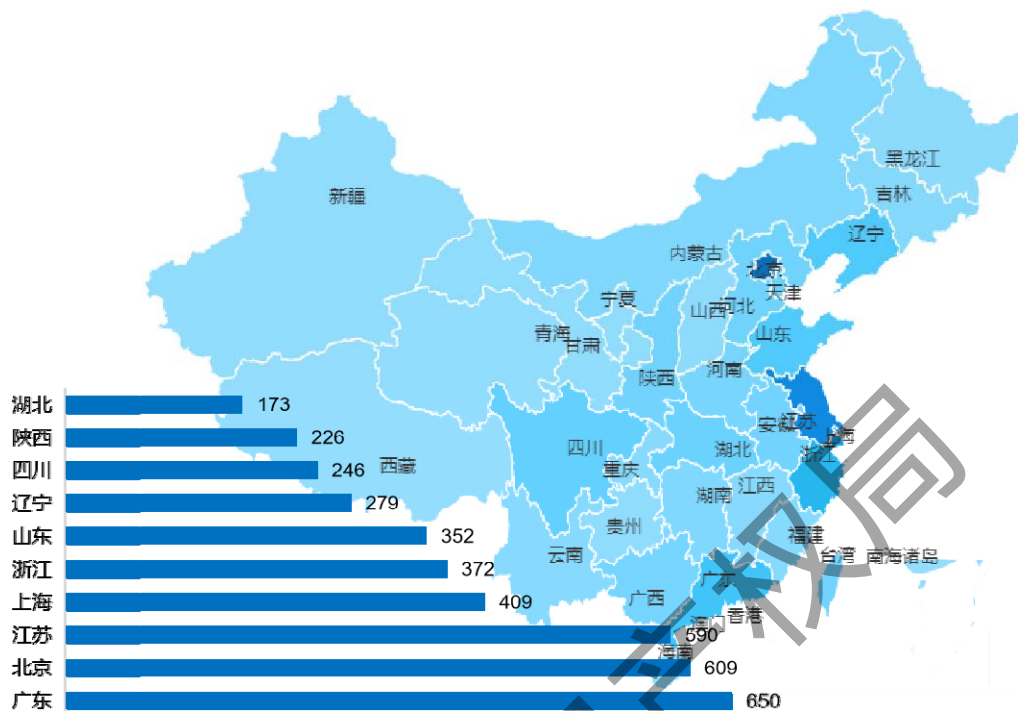 黑龙江
吉林
新疆
辽宁
内蒙古
北京
天津
宁夏
山西
河北
青海
甘肃
山东
陕西
河南
湖北 173
安徽
江苏
上海
陕西 226
四川
湖北
浙江
四川 246
西藏
重庆
江西
湖南
辽宁 279
贵州
山东 352
福建
云南
台湾
南海诸岛
浙江 372
广东
上海 409
广西
澳门
香港
江苏 590
海南
北京 609
广东 650
产权局